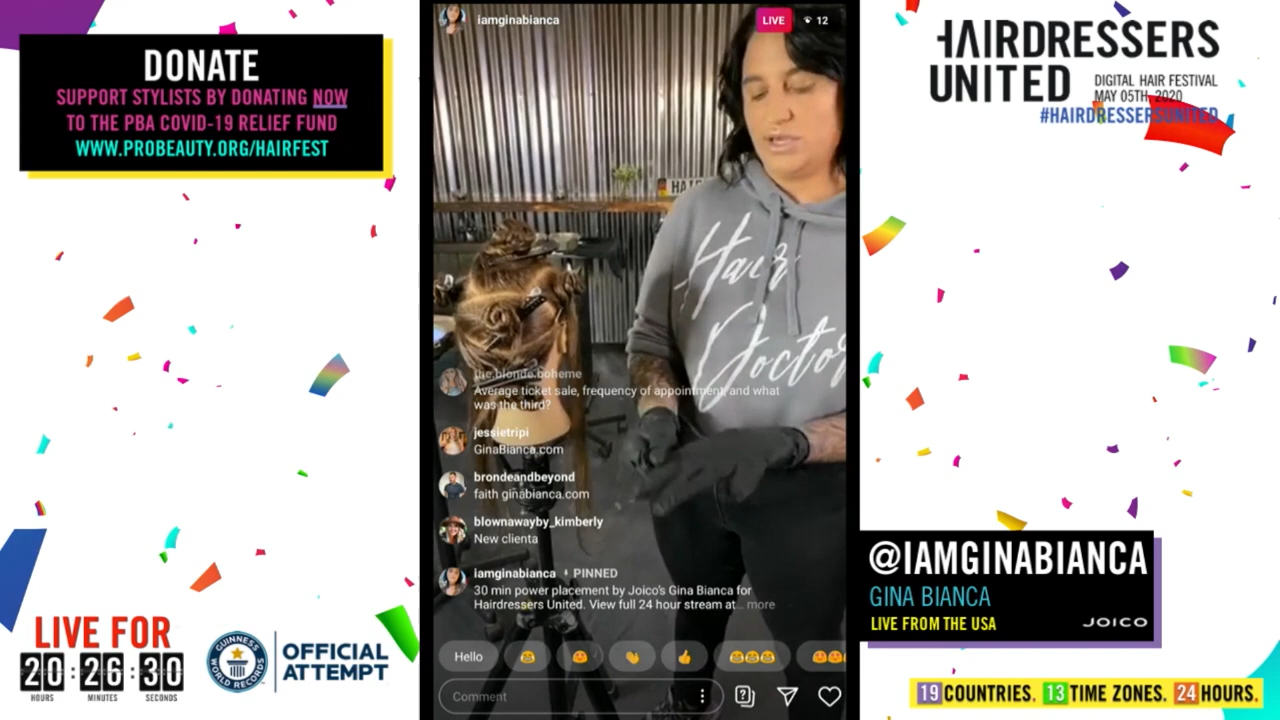 DONATE
SUPPORT STYLISTS BY DONATING NOW
TO THE PBA COVID-19 RELIEF FUND
WWW.PROBEAUTY.ORG/HAIRFEST
LIVE FOR
20:26:30
HOURS MINUTES SECONDS
GUINNESS WORLD RECORDS
OFFICIAL
ATTEMPT
iamginabianca
LIVE
12
HAIR
Hair
Doctor
the.blonde.boheme
Average ticket sale, frequency of appointment, and what
was the third?
jessietripi
GinaBianca.com
brondeandbeyond
faith ginabianca.com
blownawayby_kimberly
New clienta
iamginabianca PINNED
30 min power placement by Joico's Gina Bianca for
Hairdressers United. View full 24 hour stream at... more
Hello
Comment
HAIRDRESSERS
UNITED
DIGITAL HAIR FESTIVAL
MAY 05TH, 2020
#HAIRDRESSERSUNITED
@IAMGINABIANCA
GINA BIANCA
LIVE FROM THE USA
JOICO
19 COUNTRIES. 13 TIME ZONES. 24 HOURS.